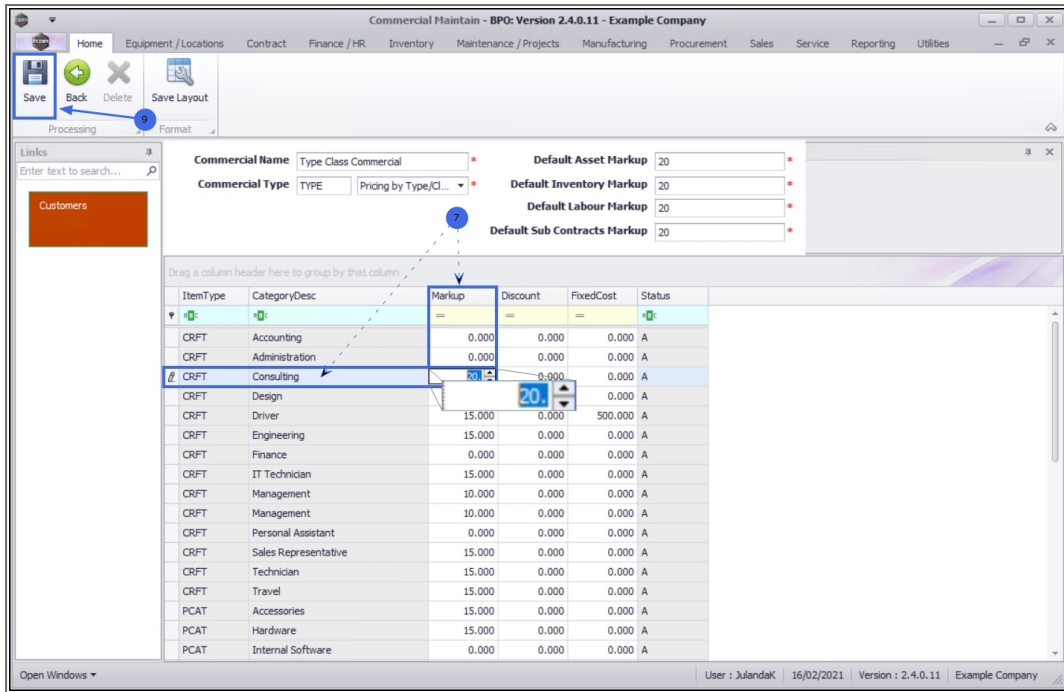 Commercial Maintain - BPO: Version 2.4.0.11 - Example Company
Home Equipment / Locations Contract Finance / HR Inventory Maintenance / Projects Manufacturing Procurement Sales Service Reporting Utilities
Save Back Delete Save Layout
9
Processing Format
Links
Enter text to search...
Customers
Commercial Name Type Class Commercial * Default Asset Markup 20 *
Commercial Type TYPE Pricing by Type/Cl... * Default Inventory Markup 20 *
Default Labour Markup 20 *
7
Default Sub Contracts Markup 20 *
Drag a column header here to group by that column
ItemType CategoryDesc Markup Discount FixedCost Status
= = =
CRFT Accounting 0.000 0.000 0.000 A
CRFT Administration 0.000 0.000 0.000 A
CRFT Consulting 20. 0.000 0.000 A
CRFT Design 20. 0.000 A
CRFT Driver 15.000 0.000 500.000 A
CRFT Engineering 15.000 0.000 0.000 A
CRFT Finance 0.000 0.000 0.000 A
CRFT IT Technician 15.000 0.000 0.000 A
CRFT Management 10.000 0.000 0.000 A
CRFT Management 10.000 0.000 0.000 A
CRFT Personal Assistant 0.000 0.000 0.000 A
CRFT Sales Representative 15.000 0.000 0.000 A
CRFT Technician 15.000 0.000 0.000 A
CRFT Travel 15.000 0.000 0.000 A
PCAT Accessories 15.000 0.000 0.000 A
PCAT Hardware 15.000 0.000 0.000 A
PCAT Internal Software 0.000 0.000 0.000 A
Open Windows User : JulandaK 16/02/2021 Version : 2.4.0.11 Example Company